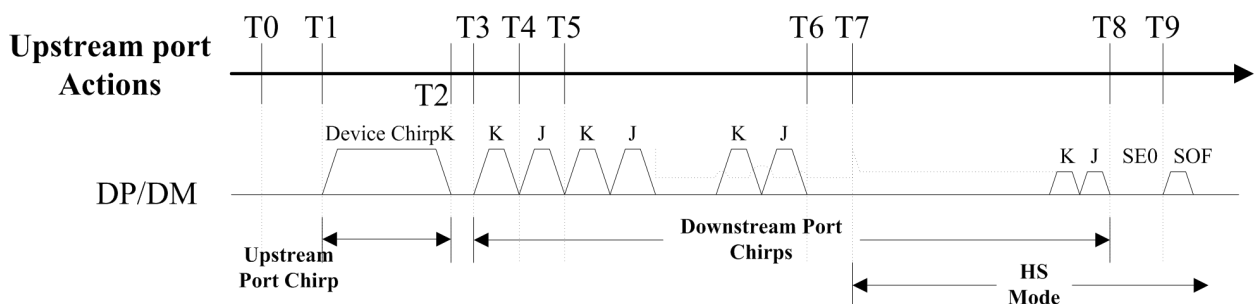 T0 T1 T3 T4 T5 T6 T7 T8 T9
Upstream port
Actions
T2
Device ChirpK K J K J K J K J SE0 SOF
DP/DM
Upstream
Port Chirp
Downstream Port
Chirps
HS
Mode